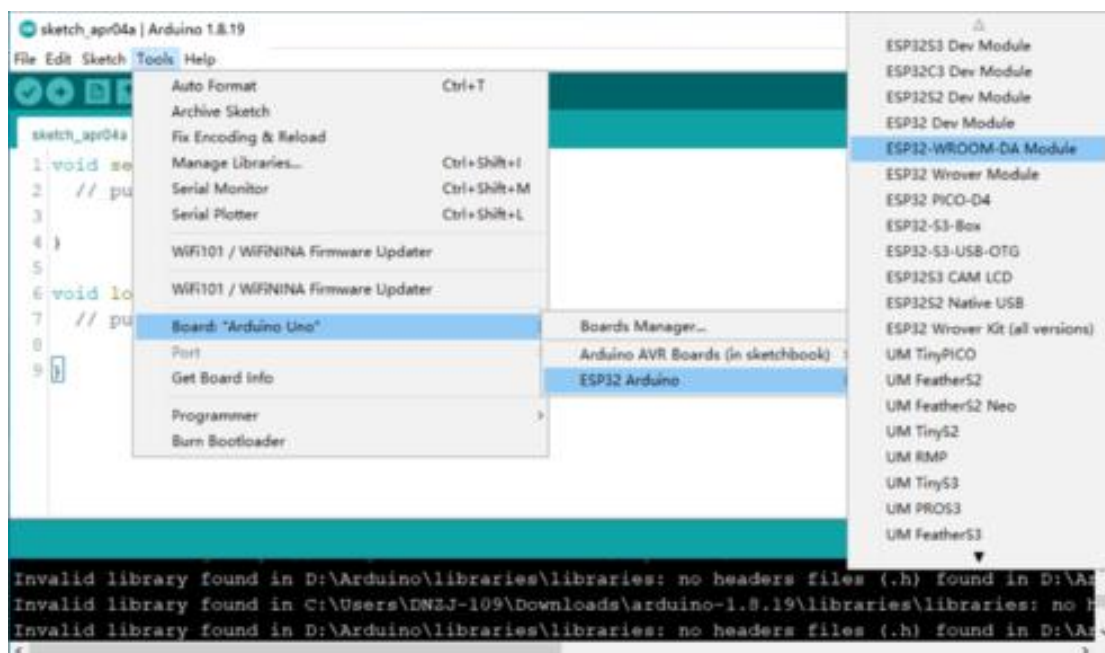 sketch_apr04a | Arduino 1.8.19
File Edit Sketch Tools Help
sketch_apr04a
1 void se
2 // pu
3
4 }
5
6 void lo
7 // pu
8
9 }
Auto Format Ctrl+T
Archive Sketch
Fix Encoding & Reload
Manage Libraries... Ctrl+Shift+I
Serial Monitor Ctrl+Shift+M
Serial Plotter Ctrl+Shift+L
WiFi101 / WiFiNINA Firmware Updater
WiFi101 / WiFiNINA Firmware Updater
Board: "Arduino Uno"
Port
Get Board Info
Programmer
Burn Bootloader
Boards Manager...
Arduino AVR Boards (in sketchbook)
ESP32 Arduino
ESP32S3 Dev Module
ESP32C3 Dev Module
ESP32S2 Dev Module
ESP32 Dev Module
ESP32-WROOM-DA Module
ESP32 Wrover Module
ESP32 PICO-D4
ESP32-S3-Box
ESP32-S3-USB-OTG
ESP32S3 CAM LCD
ESP32S2 Native USB
ESP32 Wrover Kit (all versions)
UM TinyPICO
UM FeatherS2
UM FeatherS2 Neo
UM TinyS2
UM RMP
UM TinyS3
UM PROS3
UM FeatherS3
Invalid library found in D:\Arduino\libraries\libraries: no headers files (.h) found in D:\A
Invalid library found in C:\Users\DNZJ-109\Downloads\arduino-1.8.19\libraries\libraries: no
Invalid library found in D:\Arduino\libraries\libraries: no headers files (.h) found in D:\A